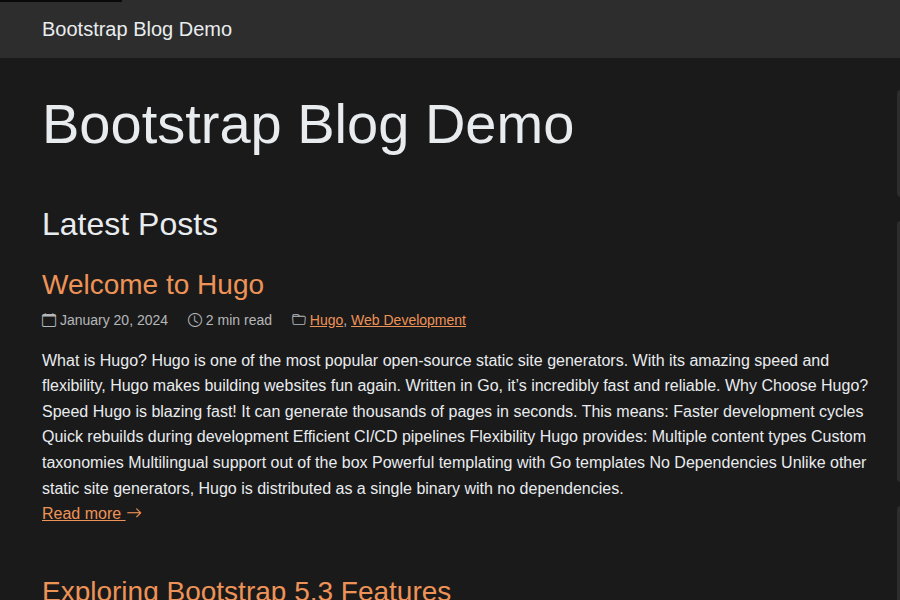 Bootstrap Blog Demo
Bootstrap Blog Demo
Latest Posts
Welcome to Hugo
January 20, 2024 2 min read Hugo, Web Development
What is Hugo? Hugo is one of the most popular open-source static site generators. With its amazing speed and
flexibility, Hugo makes building websites fun again. Written in Go, it’s incredibly fast and reliable. Why Choose Hugo?
Speed Hugo is blazing fast! It can generate thousands of pages in seconds. This means: Faster development cycles
Quick rebuilds during development Efficient CI/CD pipelines Flexibility Hugo provides: Multiple content types Custom
taxonomies Multilingual support out of the box Powerful templating with Go templates No Dependencies Unlike other
static site generators, Hugo is distributed as a single binary with no dependencies.
Read more →
Exploring Bootstrap 5.3 Features